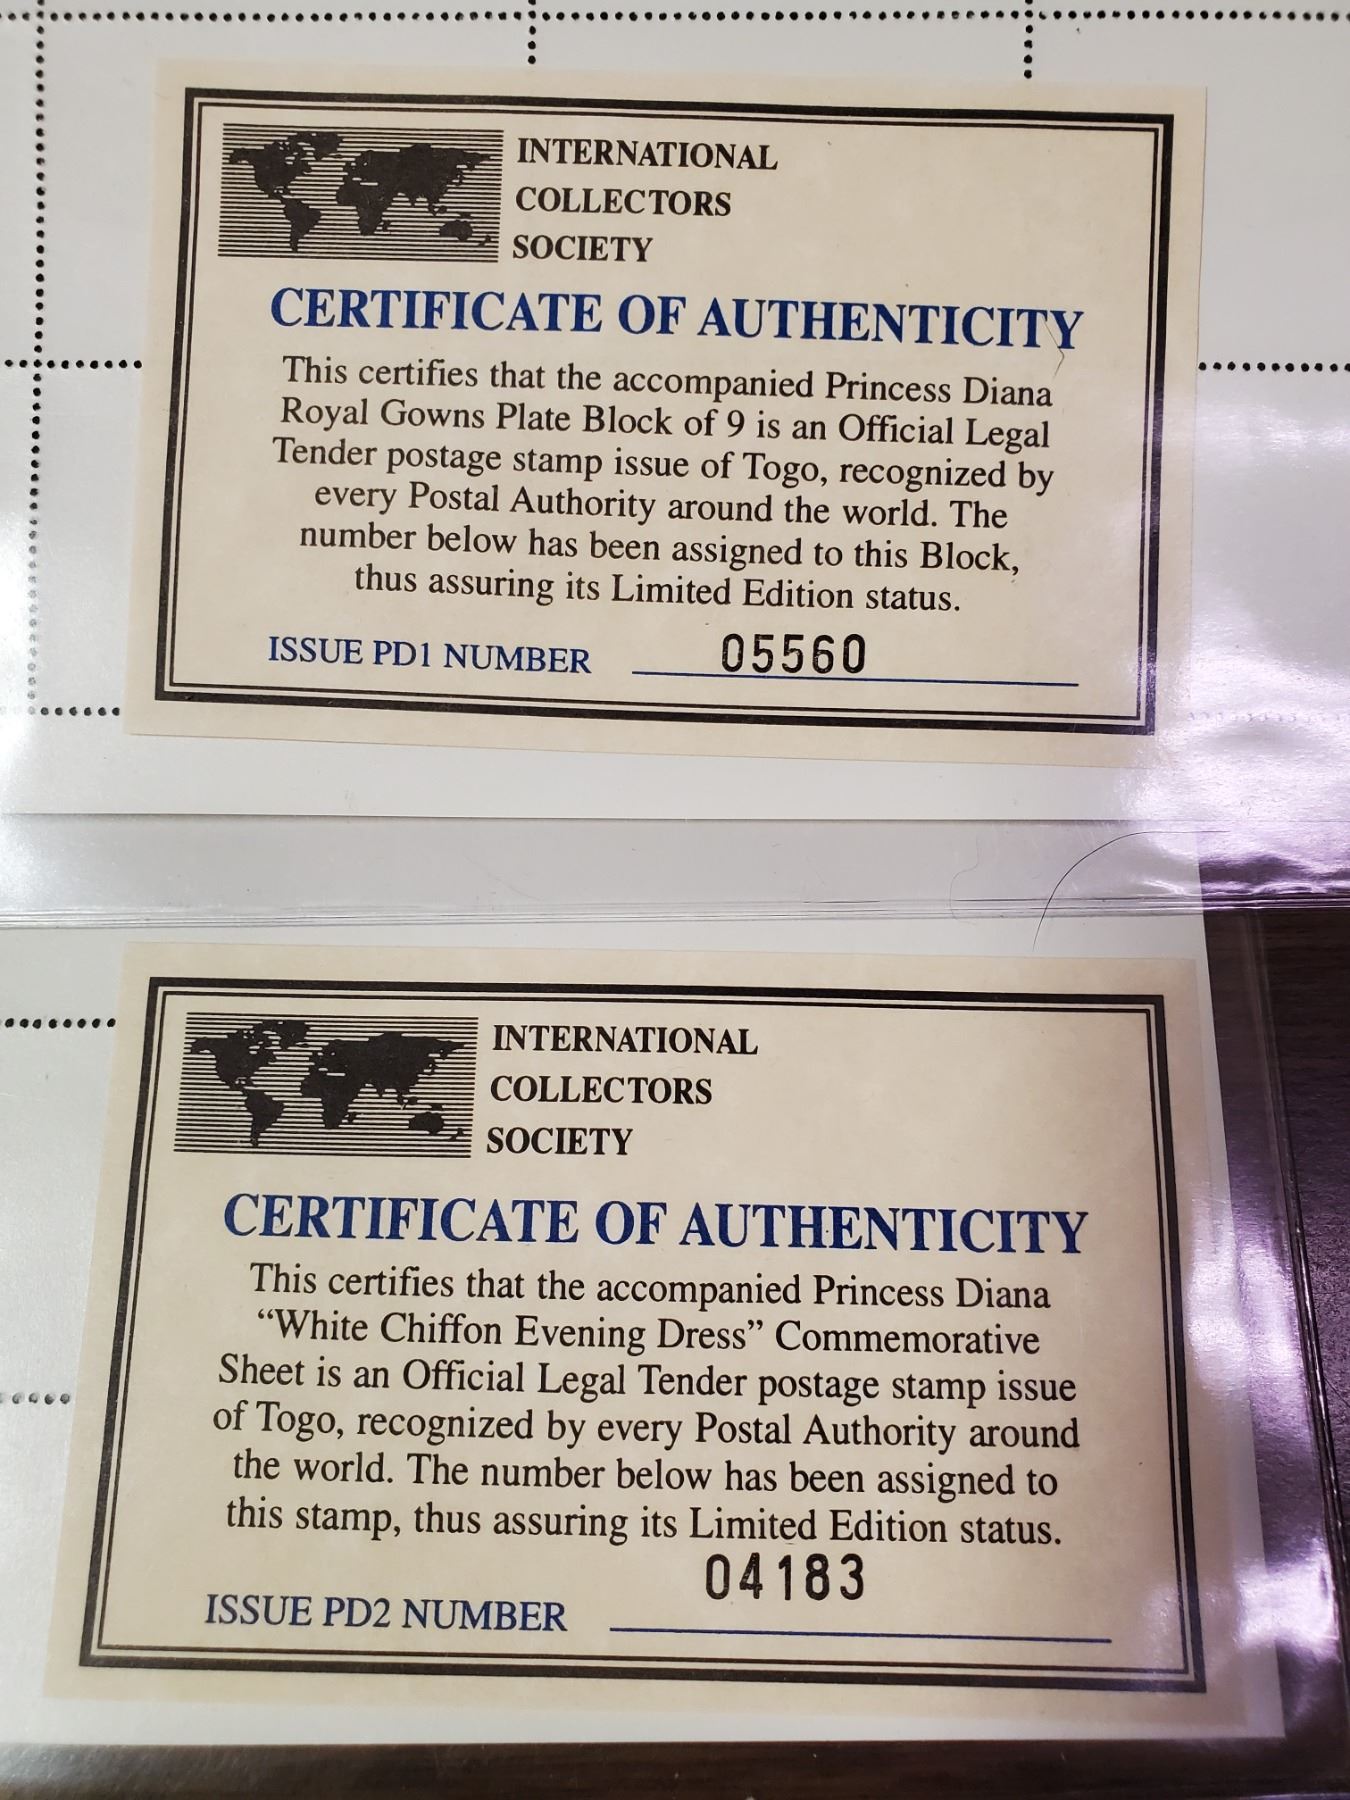 INTERNATIONAL
COLLECTORS
SOCIETY
CERTIFICATE OF AUTHENTICITY
This certifies that the accompanied Princess Diana
Royal Gowns Plate Block of 9 is an Official Legal
Tender postage stamp issue of Togo, recognized by
every Postal Authority around the world. The
number below has been assigned to this Block,
thus assuring its Limited Edition status.
ISSUE PD1 NUMBER 05560
INTERNATIONAL
COLLECTORS
SOCIETY
CERTIFICATE OF AUTHENTICITY
This certifies that the accompanied Princess Diana
“White Chiffon Evening Dress” Commemorative
Sheet is an Official Legal Tender postage stamp issue
of Togo, recognized by every Postal Authority around
the world. The number below has been assigned to
this stamp, thus assuring its Limited Edition status.
ISSUE PD2 NUMBER 04183